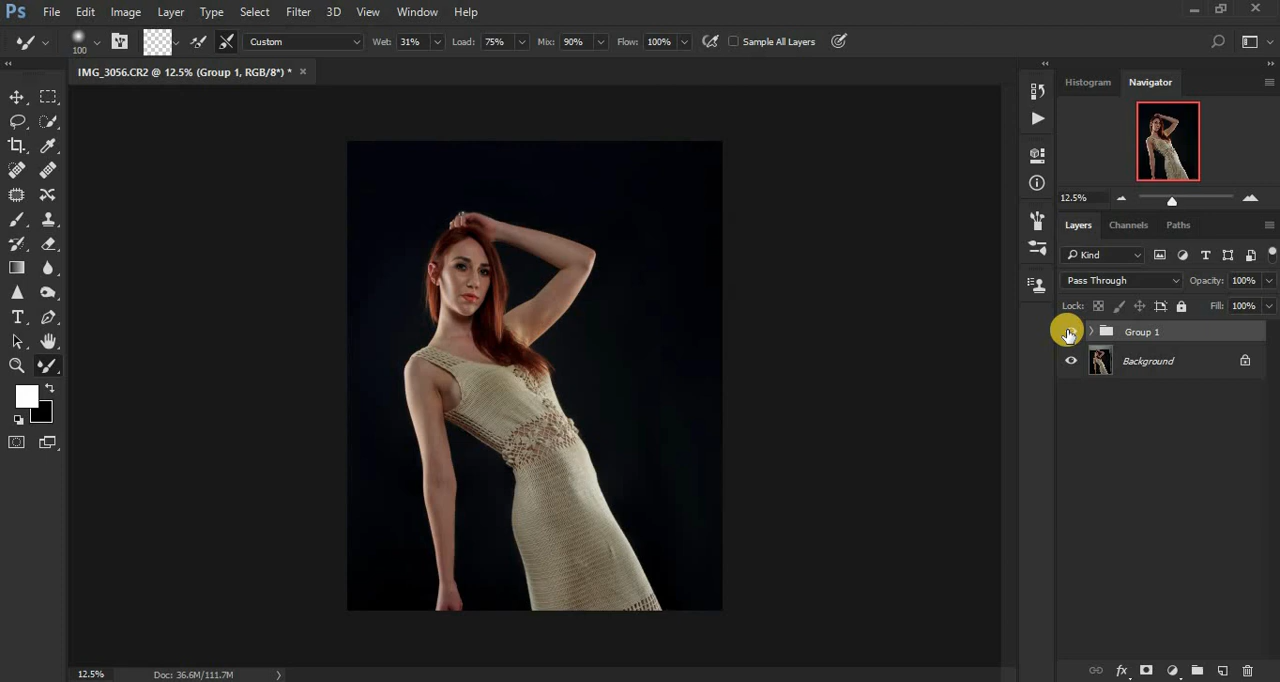 Ps File Edit Image Layer Type Select Filter 3D View Window Help
100 Custom Wet: 31% Load: 75% Mix: 90% Flow: 100% Sample All Layers
IMG_3056.CR2 @ 12.5% (Group 1, RGB/8*) * ×
Histogram Navigator
12.5%
Layers Channels Paths
Kind
Pass Through Opacity: 100%
Lock: Fill: 100%
Group 1
Background
12.5% Doc: 36.6M/111.7M